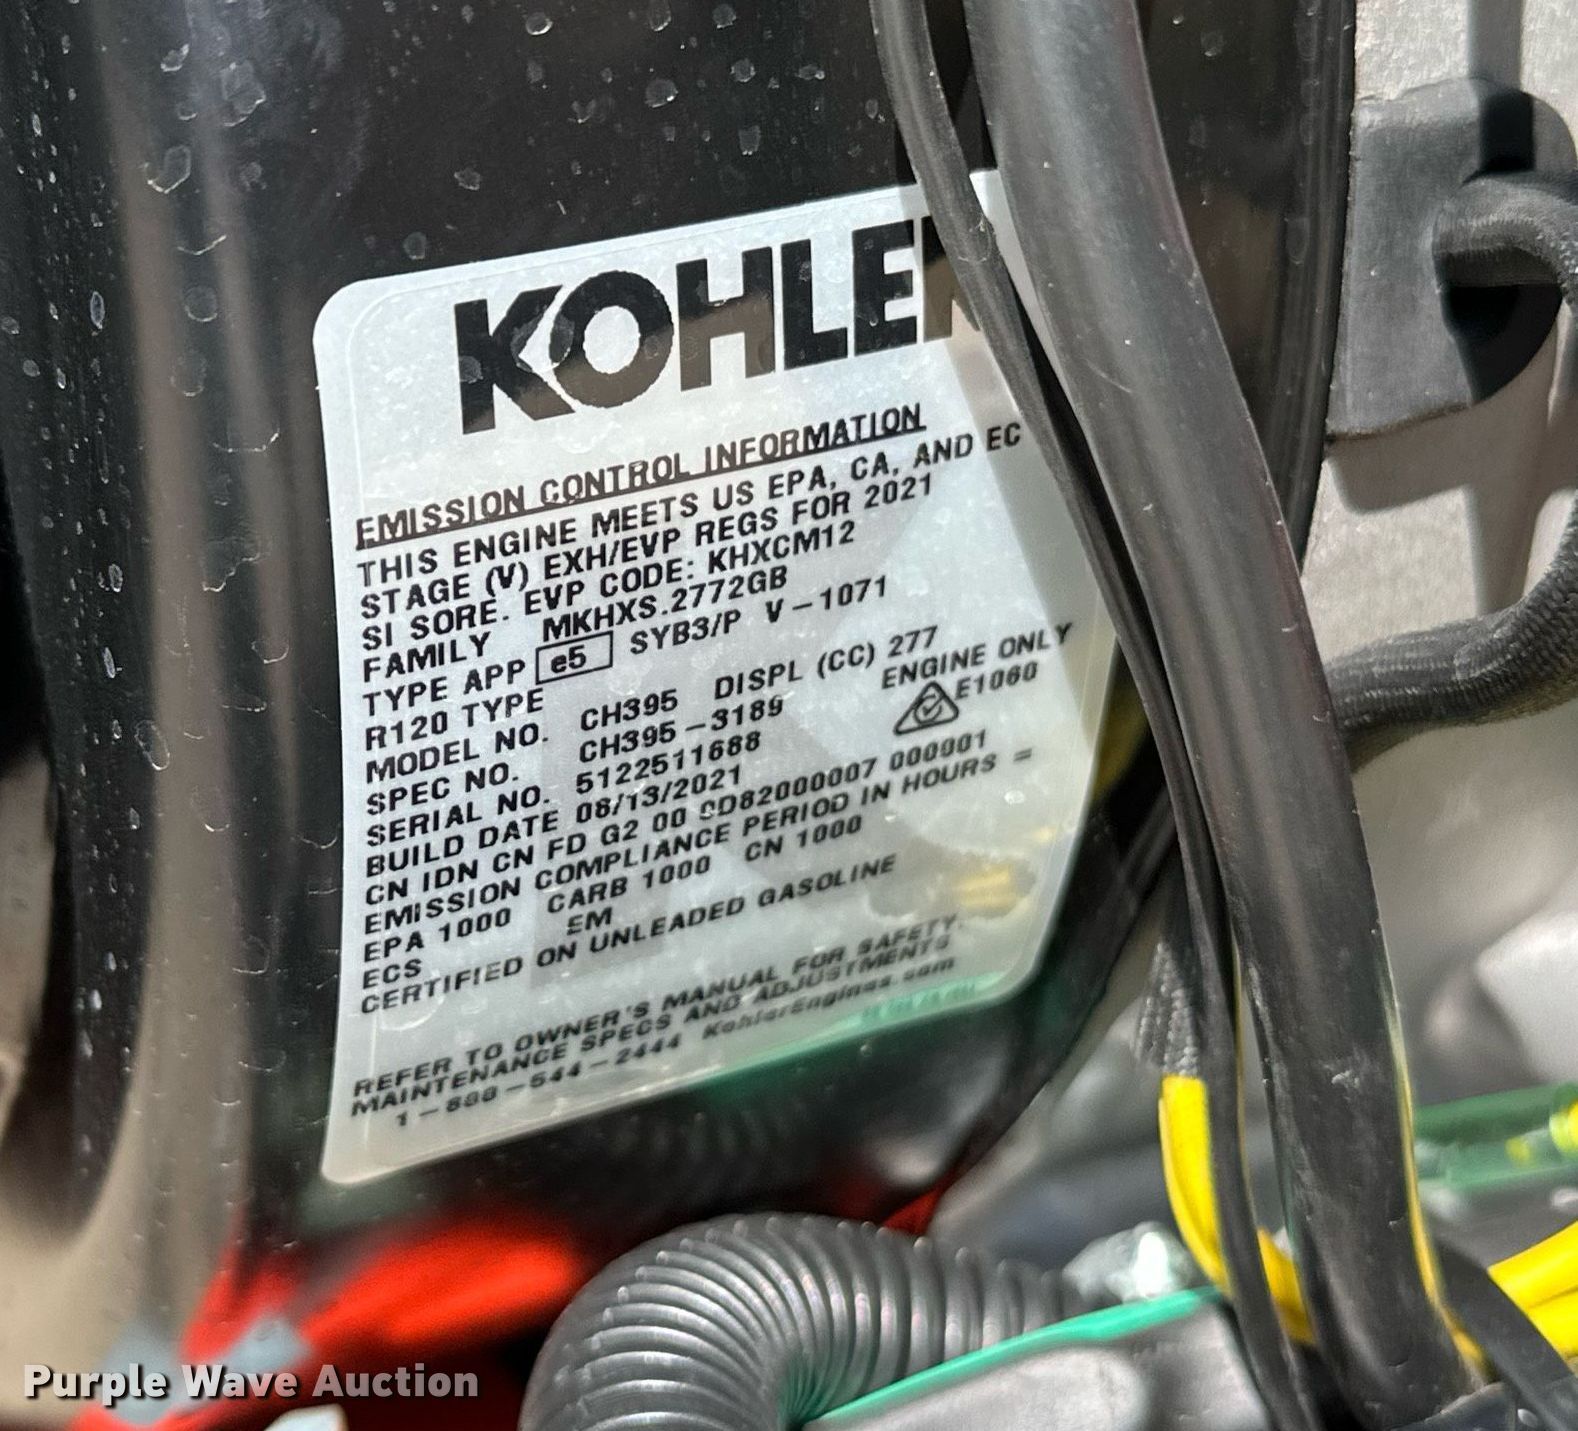 KOHLER
EMISSION CONTROL INFORMATION
THIS ENGINE MEETS US EPA, CA, AND EC
STAGE (V) EXH/EVP REGS FOR 2021
SI SORE. EVP CODE: KHXCM12
FAMILY MKHXS.2772GB
TYPE APP e5 SYB3/P V-1071
R120 TYPE
MODEL NO. CH395 DISPL (CC) 277
SPEC NO. CH395-3189 ENGINE ONLY
SERIAL NO. 5122511688 E1060
BUILD DATE 08/13/2021
CN IDN CN FD G2 00 000001
EMISSION COMPLIANCE PERIOD IN HOURS =
EPA 1000 CARB 1000 CN 1000
ECS EM
CERTIFIED ON UNLEADED GASOLINE
REFER TO OWNER'S MANUAL FOR SAFETY,
MAINTENANCE SPECS AND ADJUSTMENTS
1-800-544-2444 KohlerEngines.com
Purple Wave Auction